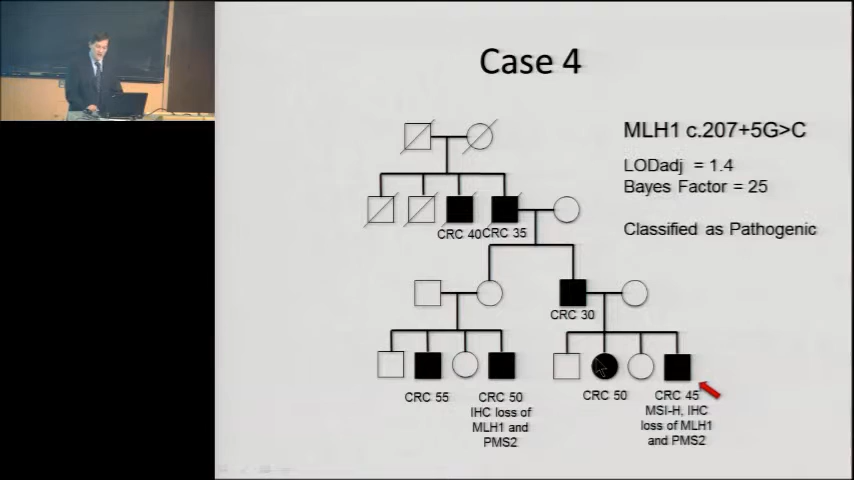 Case 4
MLH1 c.207+5G>C
LODadj = 1.4
Bayes Factor = 25
Classified as Pathogenic
CRC 40 CRC 35
CRC 30
CRC 55
CRC 50
IHC loss of
MLH1 and
PMS2
CRC 50
CRC 45
MSI-H, IHC
loss of MLH1
and PMS2